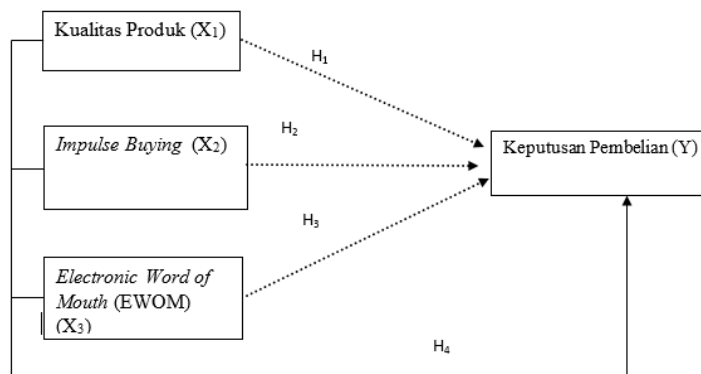 Kualitas Produk (X₁)
H₁
H₂
Impulse Buying (X₂)
Keputusan Pembelian (Y)
H₃
Electronic Word of
Mouth (EWOM)
(X₃)
H₄